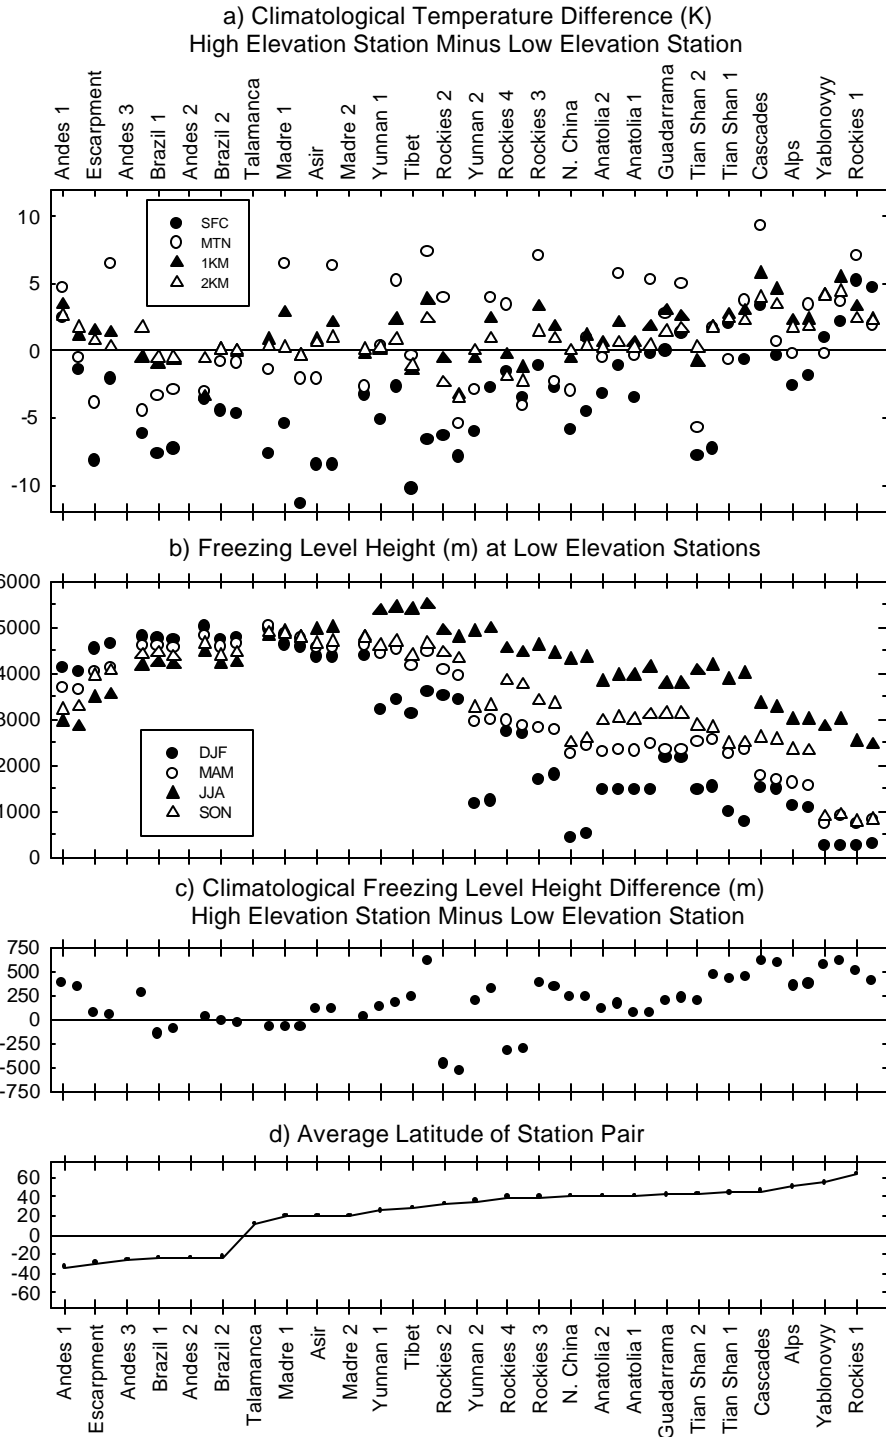 a) Climatological Temperature Difference (K)
High Elevation Station Minus Low Elevation Station
Andes 1
Escarpment
Andes 3
Brazil 1
Andes 2
Brazil 2
Talamanca
Madre 1
Asir
Madre 2
Yunnan 1
Tibet
Rockies 2
Yunnan 2
Rockies 4
Rockies 3
N. China
Anatolia 2
Anatolia 1
Guadarrama
Tian Shan 2
Tian Shan 1
Cascades
Alps
Yablonovyy
Rockies 1
10
5
0
-5
-10
SFC
MTN
1KM
2KM
b) Freezing Level Height (m) at Low Elevation Stations
6000
5000
4000
3000
2000
1000
0
DJF
MAM
JJA
SON
c) Climatological Freezing Level Height Difference (m)
High Elevation Station Minus Low Elevation Station
750
500
250
0
-250
-500
-750
d) Average Latitude of Station Pair
60
40
20
0
-20
-40
-60
Andes 1
Escarpment
Andes 3
Brazil 1
Andes 2
Brazil 2
Talamanca
Madre 1
Asir
Madre 2
Yunnan 1
Tibet
Rockies 2
Yunnan 2
Rockies 4
Rockies 3
N. China
Anatolia 2
Anatolia 1
Guadarrama
Tian Shan 2
Tian Shan 1
Cascades
Alps
Yablonovyy
Rockies 1